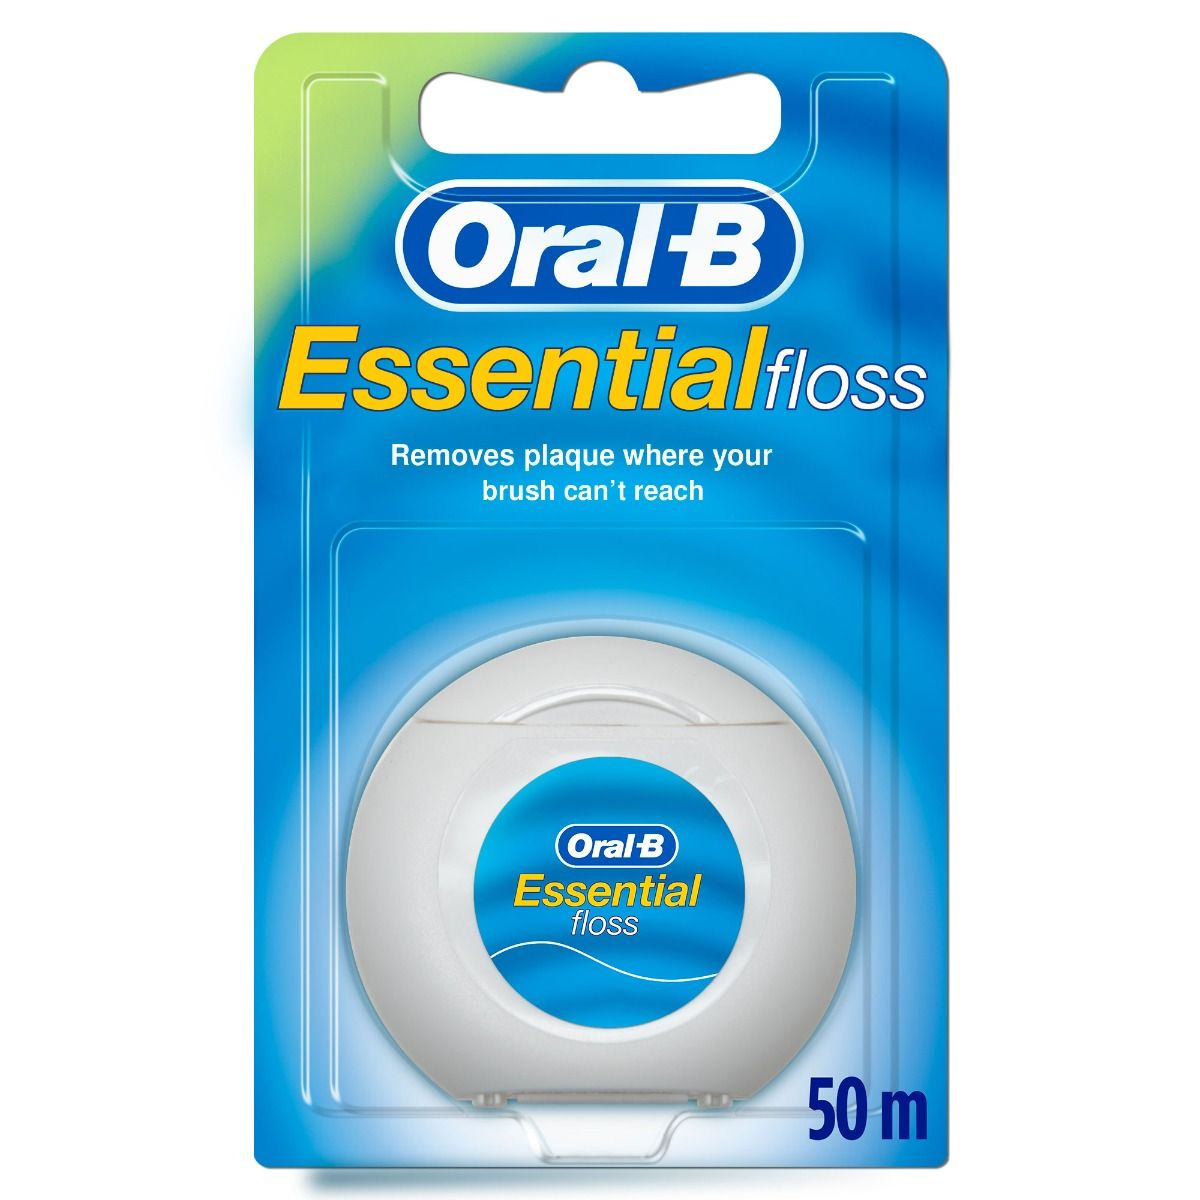 Oral-B
Essential floss
Removes plaque where your
brush can't reach
Oral-B
Essential
floss
50 m